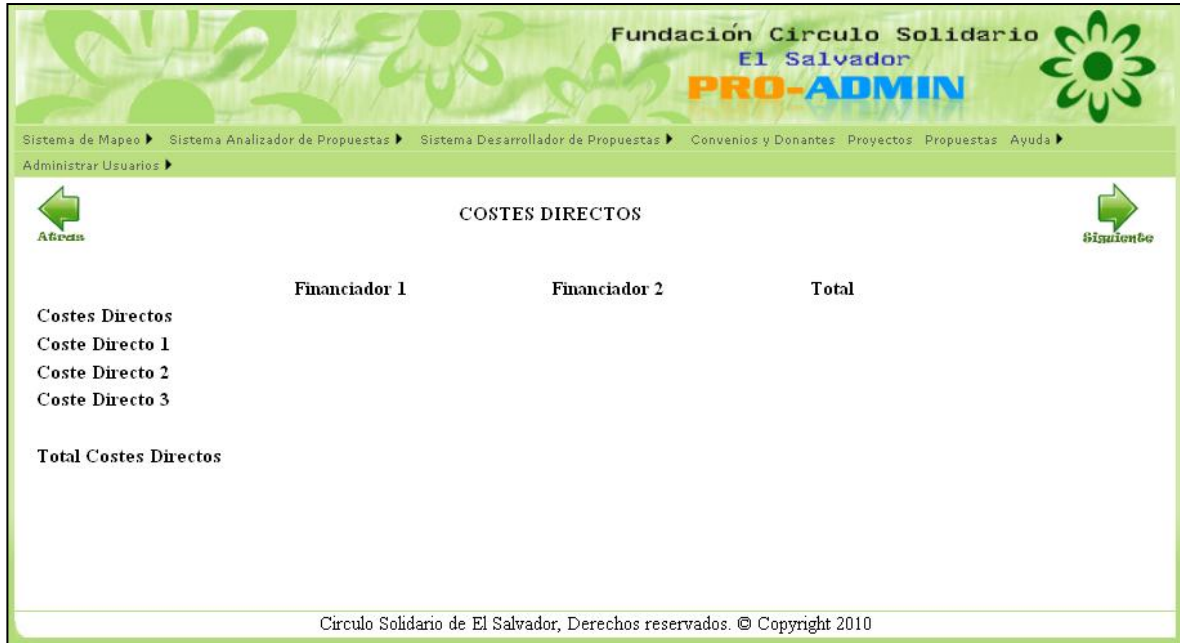 Fundación Circulo Solidario
El Salvador
PRO-ADMIN
Sistema de Mapeo Sistema Analizador de Propuestas Sistema Desarrollador de Propuestas Convenios y Donantes Proyectos Propuestas Ayuda
Administrar Usuarios
Atras
COSTES DIRECTOS
Siguiente
Financiador 1 Financiador 2 Total
Costes Directos
Coste Directo 1
Coste Directo 2
Coste Directo 3
Total Costes Directos
Circulo Solidario de El Salvador, Derechos reservados. © Copyright 2010